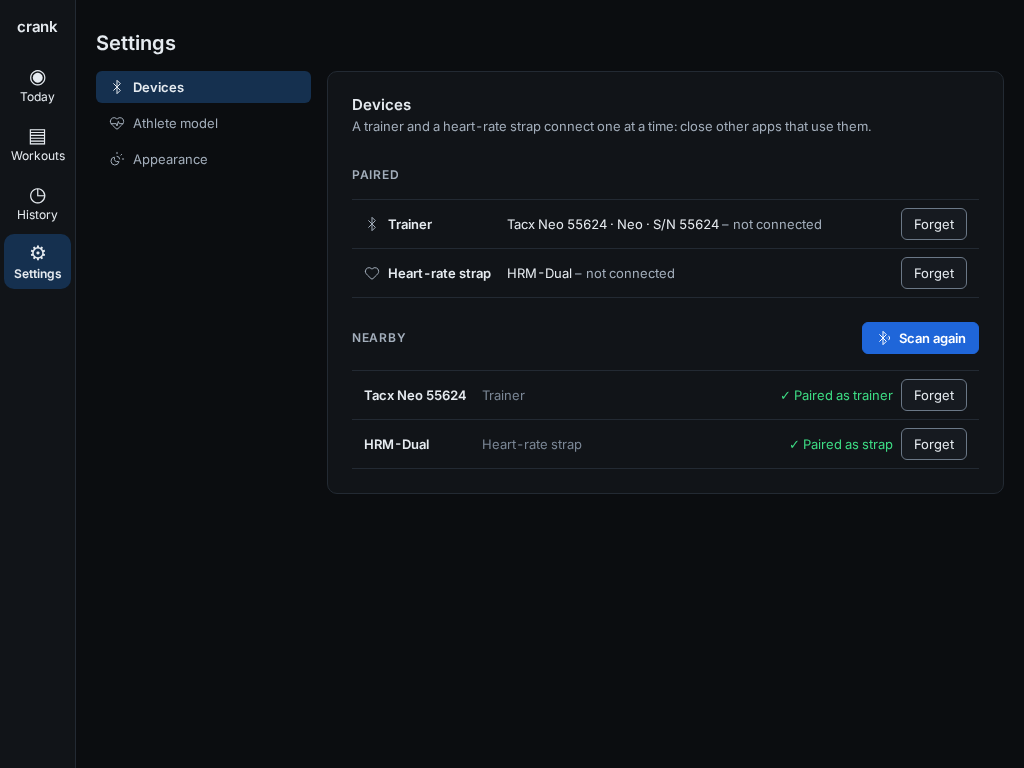 crank
Today
Workouts
History
Settings
Settings
Devices
Athlete model
Appearance
Devices
A trainer and a heart-rate strap connect one at a time: close other apps that use them.
PAIRED
Trainer Tacx Neo 55624 · Neo · S/N 55624 – not connected Forget
Heart-rate strap HRM-Dual – not connected Forget
NEARBY Scan again
Tacx Neo 55624 Trainer ✓ Paired as trainer Forget
HRM-Dual Heart-rate strap ✓ Paired as strap Forget